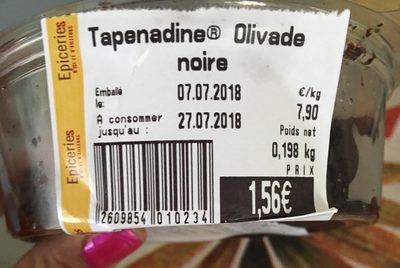 Tapenadine® Olivade
noire
Epiceries
Emballé
le: 07.07.2018
€/kg
7,90
A consommer
jusqu'au : 27.07.2018
Poids net
0,198 kg
PRIX
1,56€
Epiceries
2609854 010234
Epiceries